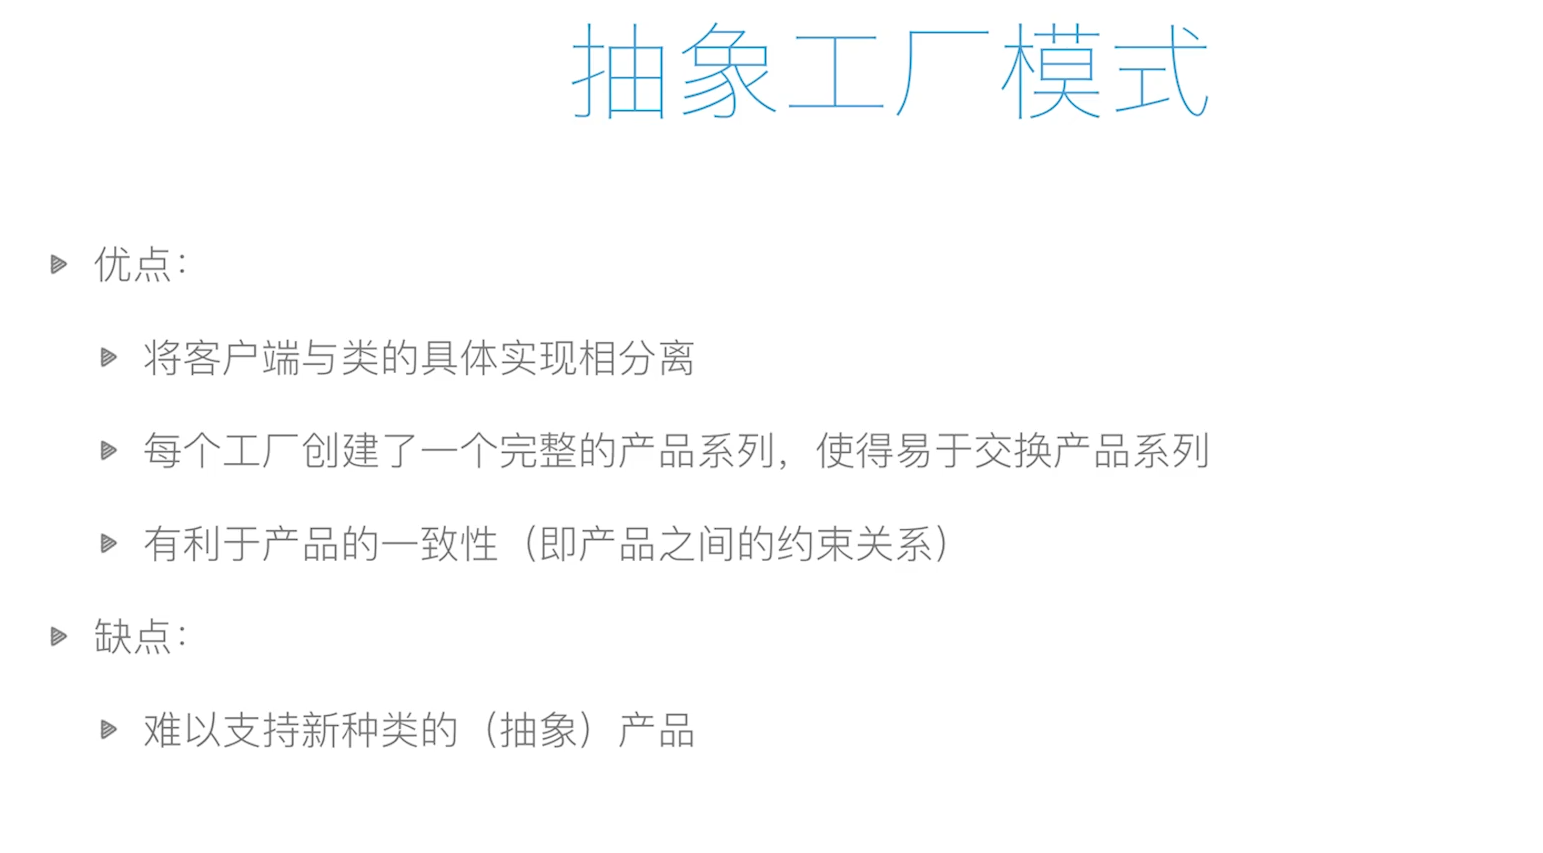 抽象工厂模式
优点：
将客户端与类的具体实现相分离
每个工厂创建了一个完整的产品系列，使得易于交换产品系列
有利于产品的一致性（即产品之间的约束关系）
缺点：
难以支持新种类的（抽象）产品